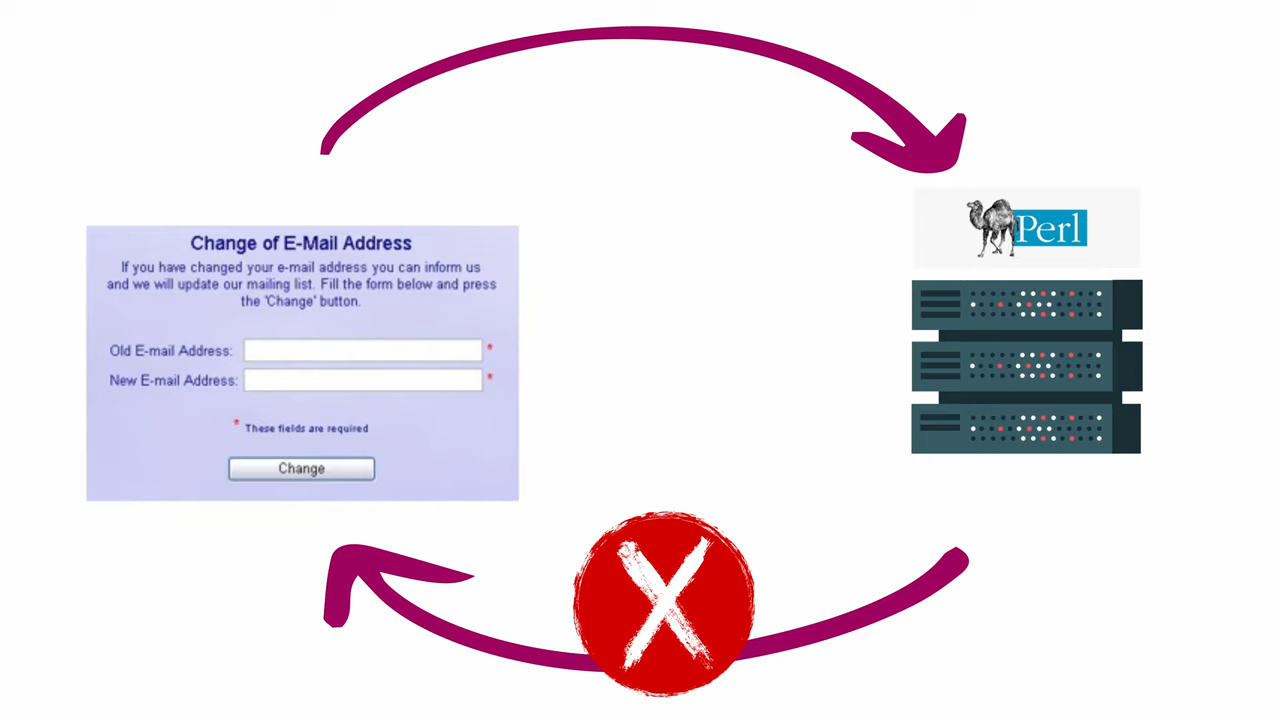 Change of E-Mail Address
If you have changed your e-mail address you can inform us
and we will update our mailing list. Fill the form below and press
the 'Change' button.
Old E-mail Address: *
New E-mail Address: *
* These fields are required
Change
Perl